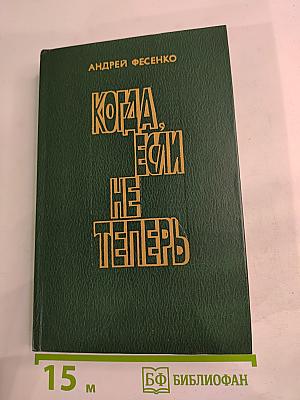 АНДРЕЙ ФЕСЕНКО
КОГДА,
ЕСЛИ
НЕ
ТЕПЕРЬ
15 м
БФ БИБЛИОФАН